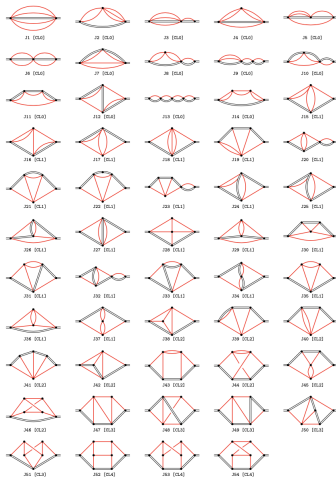 J1 (CL0) J2 (CL0) J3 (CL0) J4 (CL0) J5 (CL0)
J6 (CL0) J7 (CL0) J8 (CL0) J9 (CL0) J10 (CL0)
J11 (CL0) J12 (CL0) J13 (CL0) J14 (CL0) J15 (CL1)
J16 (CL1) J17 (CL1) J18 (CL1) J19 (CL1) J20 (CL1)
J21 (CL1) J22 (CL1) J23 (CL1) J24 (CL1) J25 (CL1)
J26 (CL1) J27 (CL1) J28 (CL1) J29 (CL1) J30 (CL1)
J31 (CL1) J32 (CL1) J33 (CL1) J34 (CL1) J35 (CL1)
J36 (CL1) J37 (CL1) J38 (CL2) J39 (CL2) J40 (CL2)
J41 (CL2) J42 (CL2) J43 (CL2) J44 (CL2) J45 (CL2)
J46 (CL2) J47 (CL3) J48 (CL3) J49 (CL3) J50 (CL3)
J51 (CL3) J52 (CL4) J53 (CL4) J54 (CL4)